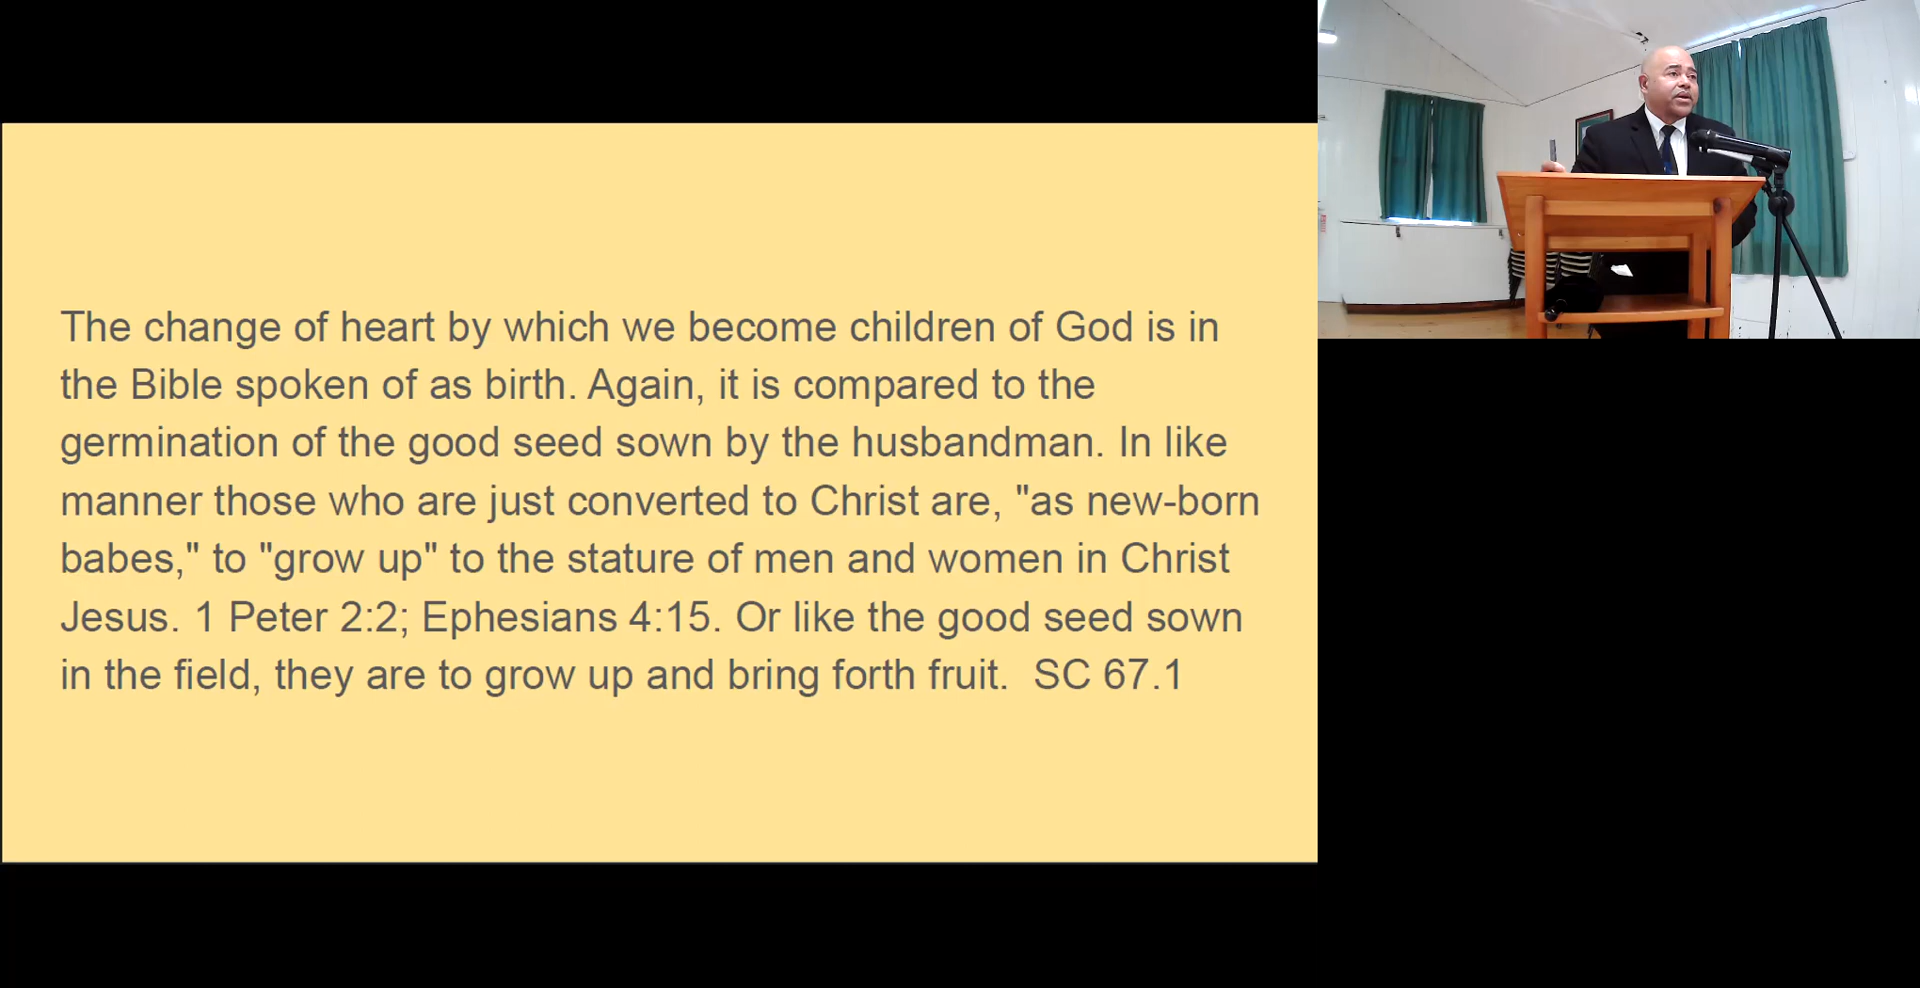 The change of heart by which we become children of God is in
the Bible spoken of as birth. Again, it is compared to the
germination of the good seed sown by the husbandman. In like
manner those who are just converted to Christ are, "as new-born
babes," to "grow up" to the stature of men and women in Christ
Jesus. 1 Peter 2:2; Ephesians 4:15. Or like the good seed sown
in the field, they are to grow up and bring forth fruit.  SC 67.1